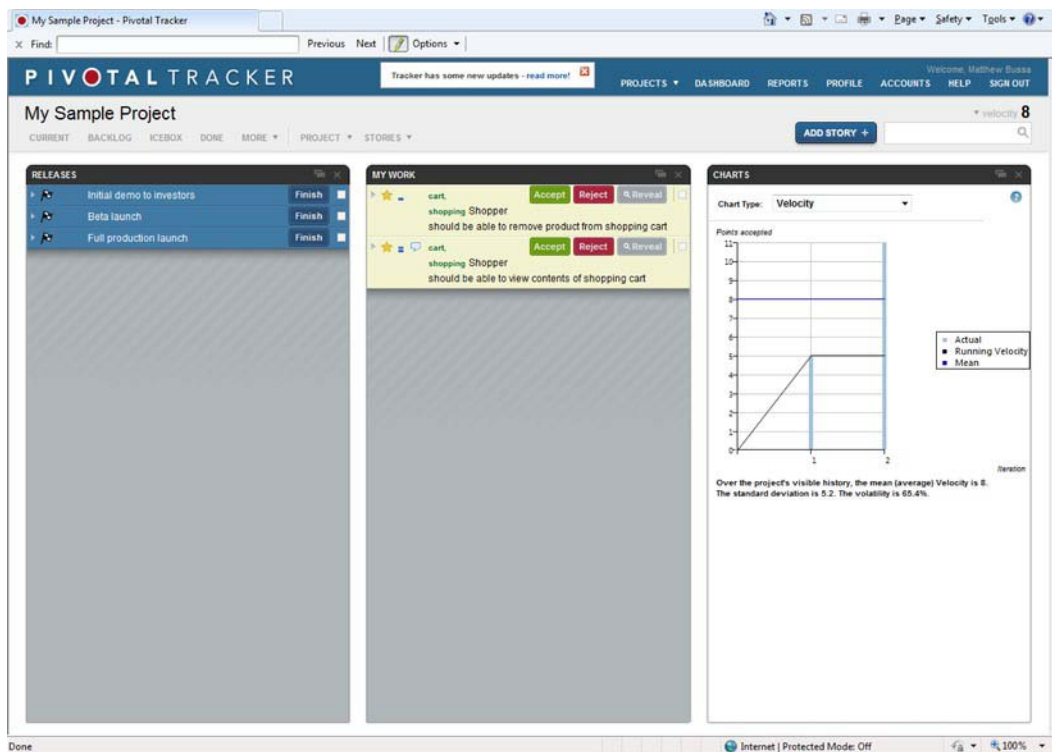 My Sample Project - Pivotal Tracker
Page Safety Tools
x Find: Previous Next Options
PIVOTALTRACKER
Tracker has some new updates - read more!
Welcome, Matthew Bussa
PROJECTS DASHBOARD REPORTS PROFILE ACCOUNTS HELP SIGN OUT
My Sample Project
velocity 8
CURRENT BACKLOG ICEBOX DONE MORE PROJECT STORIES
ADD STORY +
RELEASES
Initial demo to investors Finish
Beta launch Finish
Full production launch Finish
MY WORK
cart, Accept Reject Reveal
shopping Shopper
should be able to remove product from shopping cart
cart, Accept Reject Reveal
shopping Shopper
should be able to view contents of shopping cart
CHARTS
Chart Type: Velocity
Points accepted
11
10
9
8
7
6
5
4
3
2
1
0
1 2
Iteration
Actual
Running Velocity
Mean
Over the project's visible history, the mean (average) Velocity is 8.
The standard deviation is 5.2. The volatility is 65.4%.
Done Internet | Protected Mode: Off 100%